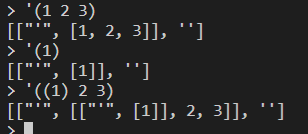 > '(1 2 3)
[["'", [1, 2, 3]], '']
> '(1)
[["'", [1]], '']
> '((1) 2 3)
[["'", [["'", [1]], 2, 3]], '']
>